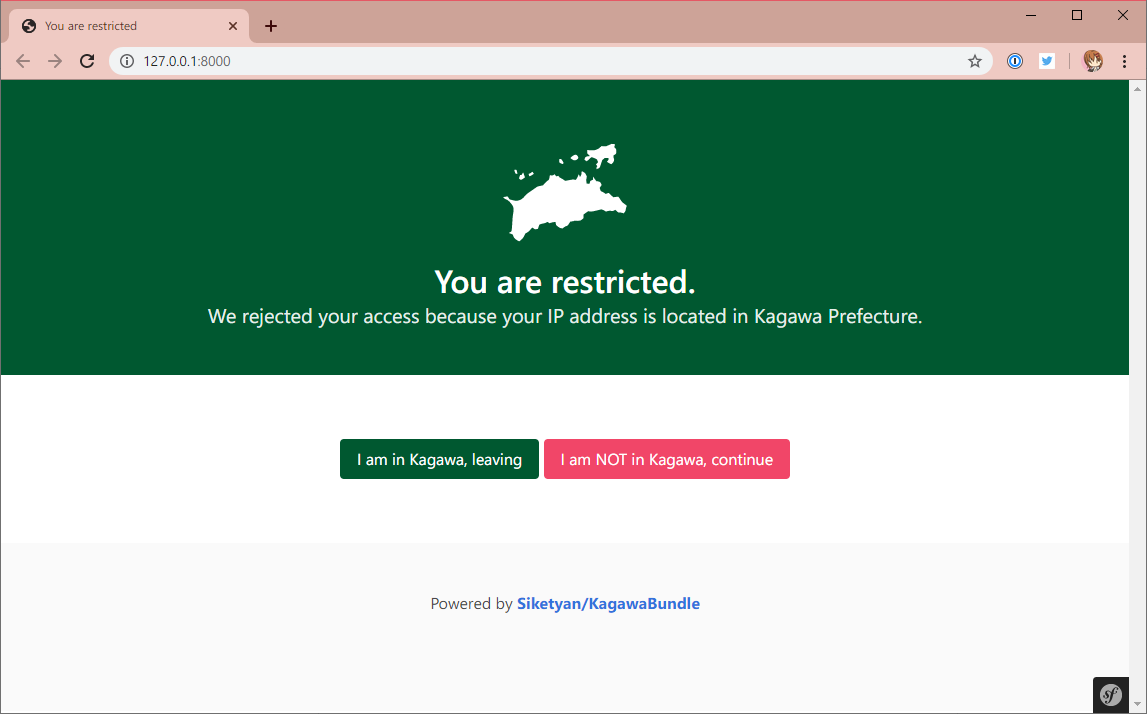 You are restricted
127.0.0.1:8000
You are restricted.
We rejected your access because your IP address is located in Kagawa Prefecture.
I am in Kagawa, leaving
I am NOT in Kagawa, continue
Powered by Siketyan/KagawaBundle
sf